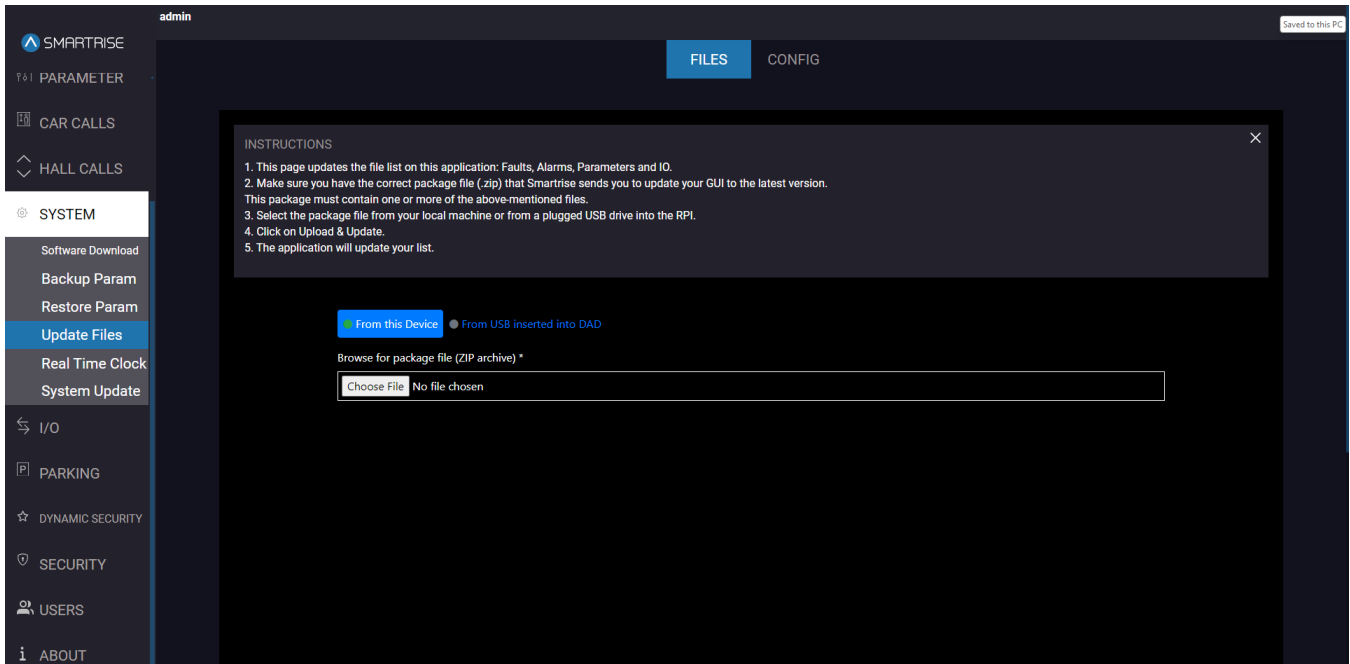 admin
Saved to this PC
SMARTRISE
FILES
CONFIG
PARAMETER
CAR CALLS
HALL CALLS
SYSTEM
Software Download
Backup Param
Restore Param
Update Files
Real Time Clock
System Update
I/O
P PARKING
DYNAMIC SECURITY
SECURITY
USERS
i ABOUT
INSTRUCTIONS
1. This page updates the file list on this application: Faults, Alarms, Parameters and IO.
2. Make sure you have the correct package file (.zip) that Smartrise sends you to update your GUI to the latest version.
This package must contain one or more of the above-mentioned files.
3. Select the package file from your local machine or from a plugged USB drive into the RPI.
4. Click on Upload & Update.
5. The application will update your list.
From this Device
From USB inserted into DAD
Browse for package file (ZIP archive) *
Choose File No file chosen